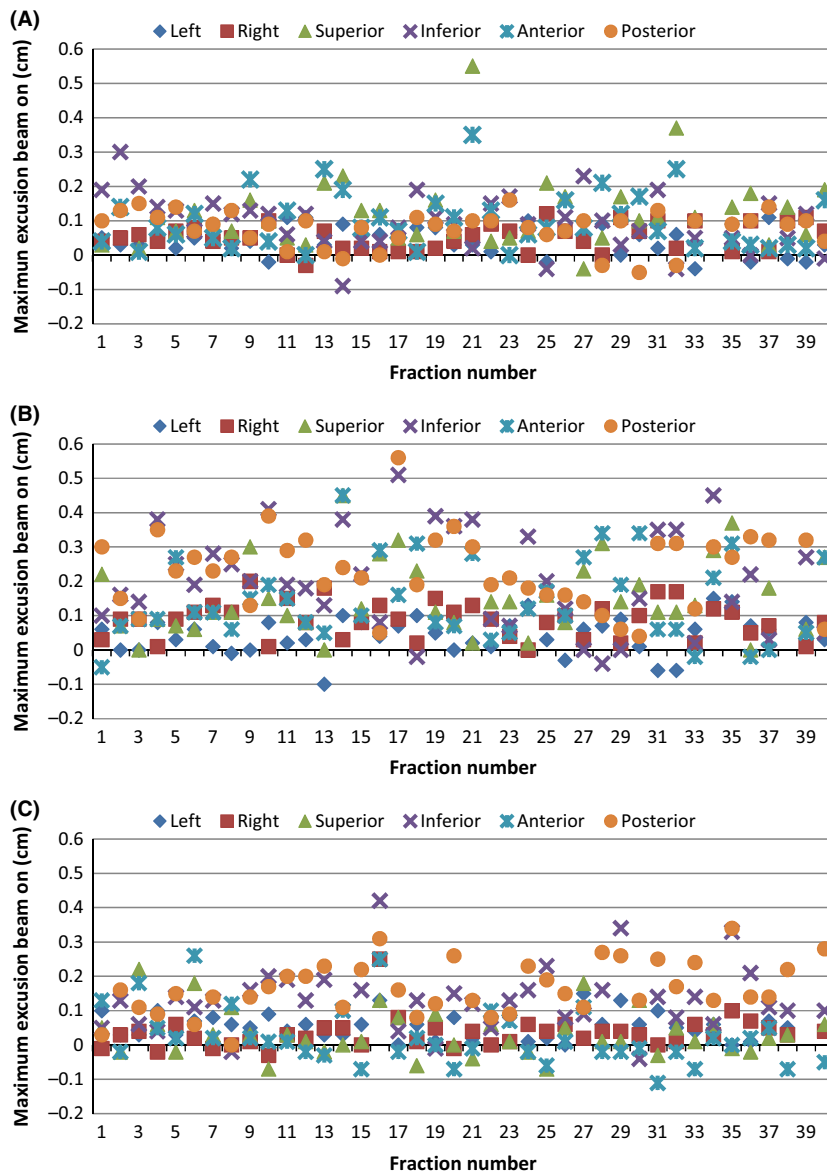 (A)
Left Right Superior Inferior Anterior Posterior
Maximun excusion beam on (cm)
0.6
0.5
0.4
0.3
0.2
0.1
0
–0.1
–0.2
1 3 5 7 9 11 13 15 17 19 21 23 25 27 29 31 33 35 37 39
Fraction number
(B)
Left Right Superior Inferior Anterior Posterior
Maximum excusion beam on (cm)
0.6
0.5
0.4
0.3
0.2
0.1
0
–0.1
–0.2
1 3 5 7 9 11 13 15 17 19 21 23 25 27 29 31 33 35 37 39
Fraction number
(C)
Left Right Superior Inferior Anterior Posterior
Maximum excusion beam on (cm)
0.6
0.5
0.4
0.3
0.2
0.1
0
–0.1
–0.2
1 3 5 7 9 11 13 15 17 19 21 23 25 27 29 31 33 35 37 39
Fraction number